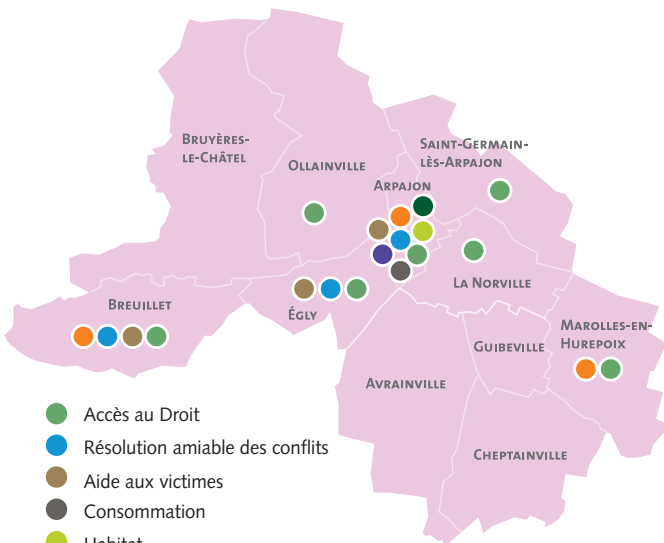 BRUYÈRES-
LE-CHÂTEL
OLLAINVILLE
SAINT-GERMAIN-
LÈS-ARPAJON
ARPAJON
LA NORVILLE
BREUILLET
ÉGLY
MAROLLES-EN-
HUREPOIX
GUIBEVILLE
AVRAINVILLE
CHEPTAINVILLE
Accès au Droit
Résolution amiable des conflits
Aide aux victimes
Consommation
Habitat